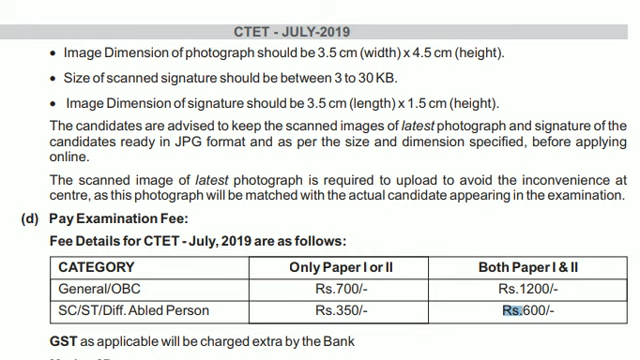 CTET - JULY-2019
• Image Dimension of photograph should be 3.5 cm (width) x 4.5 cm (height).
• Size of scanned signature should be between 3 to 30 KB.
• Image Dimension of signature should be 3.5 cm (length) x 1.5 cm (height).
The candidates are advised to keep the scanned images of latest photograph and signature of the
candidates ready in JPG format and as per the size and dimension specified, before applying
online.
The scanned image of latest photograph is required to upload to avoid the inconvenience at
centre, as this photograph will be matched with the actual candidate appearing in the examination.
(d) Pay Examination Fee:
Fee Details for CTET - July, 2019 are as follows:
CATEGORY Only Paper I or II Both Paper I & II
General/OBC Rs.700/- Rs.1200/-
SC/ST/Diff. Abled Person Rs.350/- Rs.600/-
GST as applicable will be charged extra by the Bank